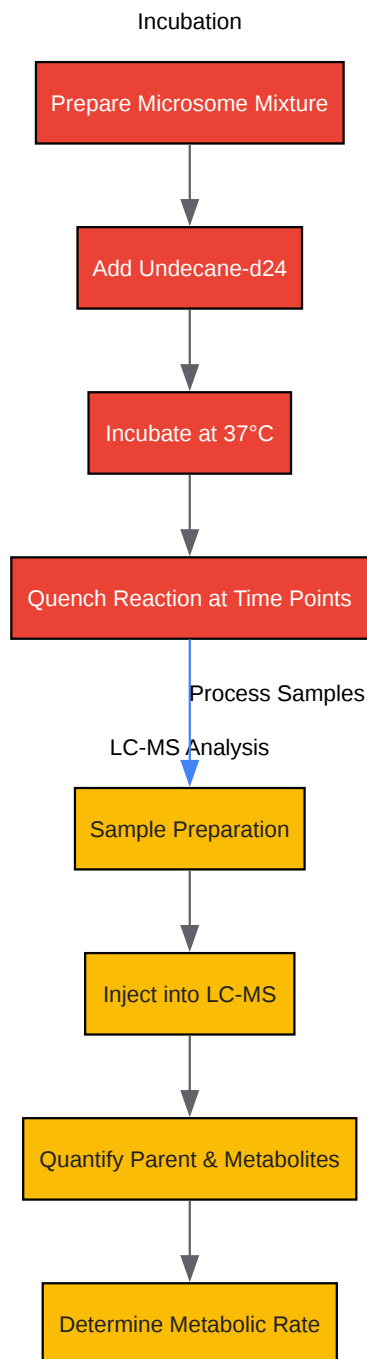 Incubation
Prepare Microsome Mixture
Add Undecane-d24
Incubate at 37°C
Quench Reaction at Time Points
Process Samples
LC-MS Analysis
Sample Preparation
Inject into LC-MS
Quantify Parent & Metabolites
Determine Metabolic Rate